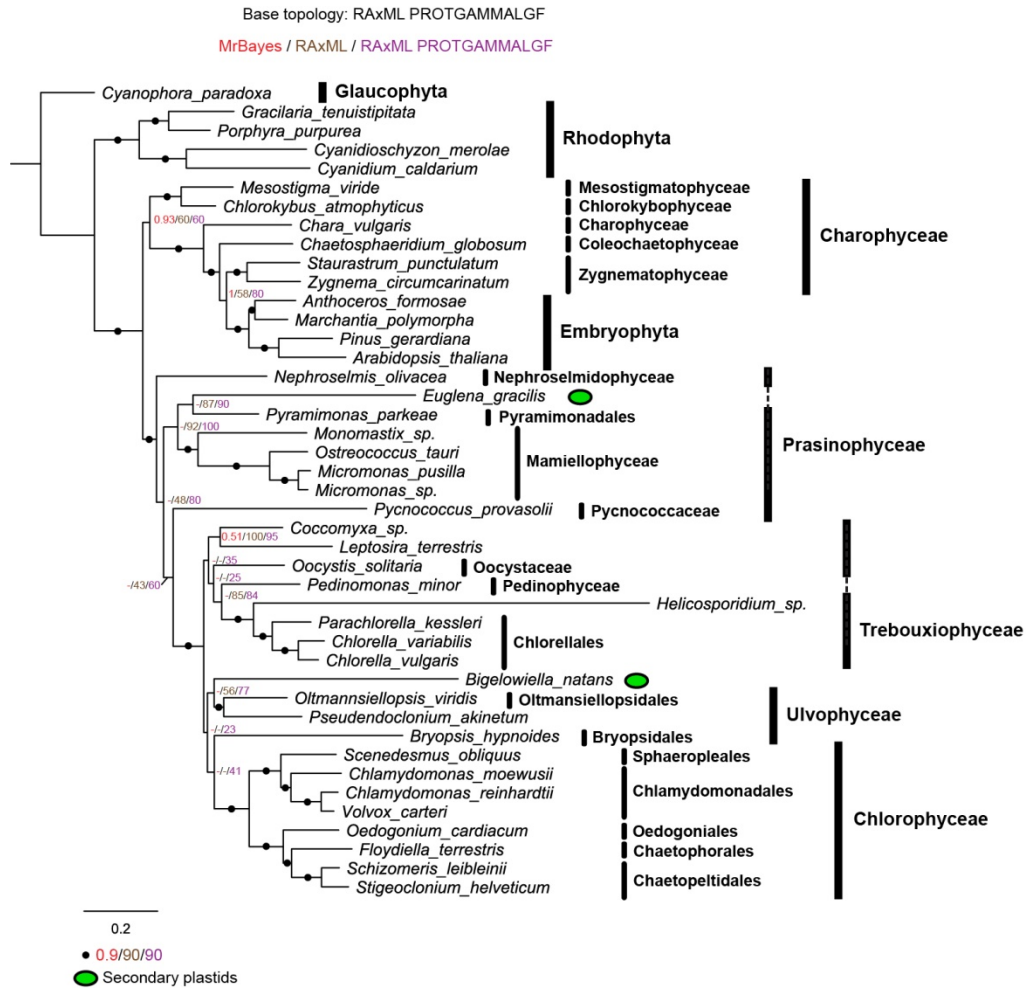 Base topology: RAxML PROTGAMMALGF
MrBayes / RAxML / RAxML PROTGAMMALGF
Cyanophora_paradoxa Glaucophyta
Gracilaria_tenuistipitata
Porphyra_purpurea Rhodophyta
Cyanidioschyzon_merolae
Cyanidium_caldarium
Mesostigma_viride Mesostigmatophyceae
Chlorokybus_atmophyticus Chlorokybophyceae
0.93/60/60
Chara_vulgaris Charophyceae
Charophyceae
Chaetosphaeridium_globosum Coleochaetophyceae
Staurastrum_punctulatum
Zygnematophyceae
Zygnema_circumcarinatum
1/58/80
Anthoceros_formosae
Marchantia_polymorpha
Embryophyta
Pinus_gerardiana
Arabidopsis_thaliana
Nephroselmis_olivacea Nephroselmidophyceae
Euglena_gracilis
-/87/90
Pyramimonas_parkeae Pyramimonadales
-/92/100
Monomastix_sp.
Prasinophyceae
Ostreococcus_tauri
Mamiellophyceae
Micromonas_pusilla
Micromonas_sp.
-/48/80
Pycnococcus_provasolii Pycnococcaceae
Coccomyxa_sp.
0.51/100/95
Leptosira_terrestris
-/-/35
Oocystis_solitaria Oocystaceae
-/-/25
-/43/60
Pedinomonas_minor Pedinophyceae
-/85/84
Helicosporidium_sp.
Parachlorella_kessleri
Trebouxiophyceae
Chlorella_variabilis Chlorellales
Chlorella_vulgaris
Bigelowiella_natans
-/56/77
Oltmannsiellopsis_viridis Oltmansiellopsidales
Pseudendoclonium_akinetum Ulvophyceae
-/-/23
Bryopsis_hypnoides Bryopsidales
Scenedesmus_obliquus Sphaeropleales
-/-/41
Chlamydomonas_moewusii
Chlamydomonas_reinhardtii Chlamydomonadales
Volvox_carteri
Chlorophyceae
Oedogonium_cardiacum Oedogoniales
Floydiella_terrestris Chaetophorales
Schizomeris_leibleinii
Chaetopeltidales
Stigeoclonium_helveticum
0.2
0.9/90/90
Secondary plastids